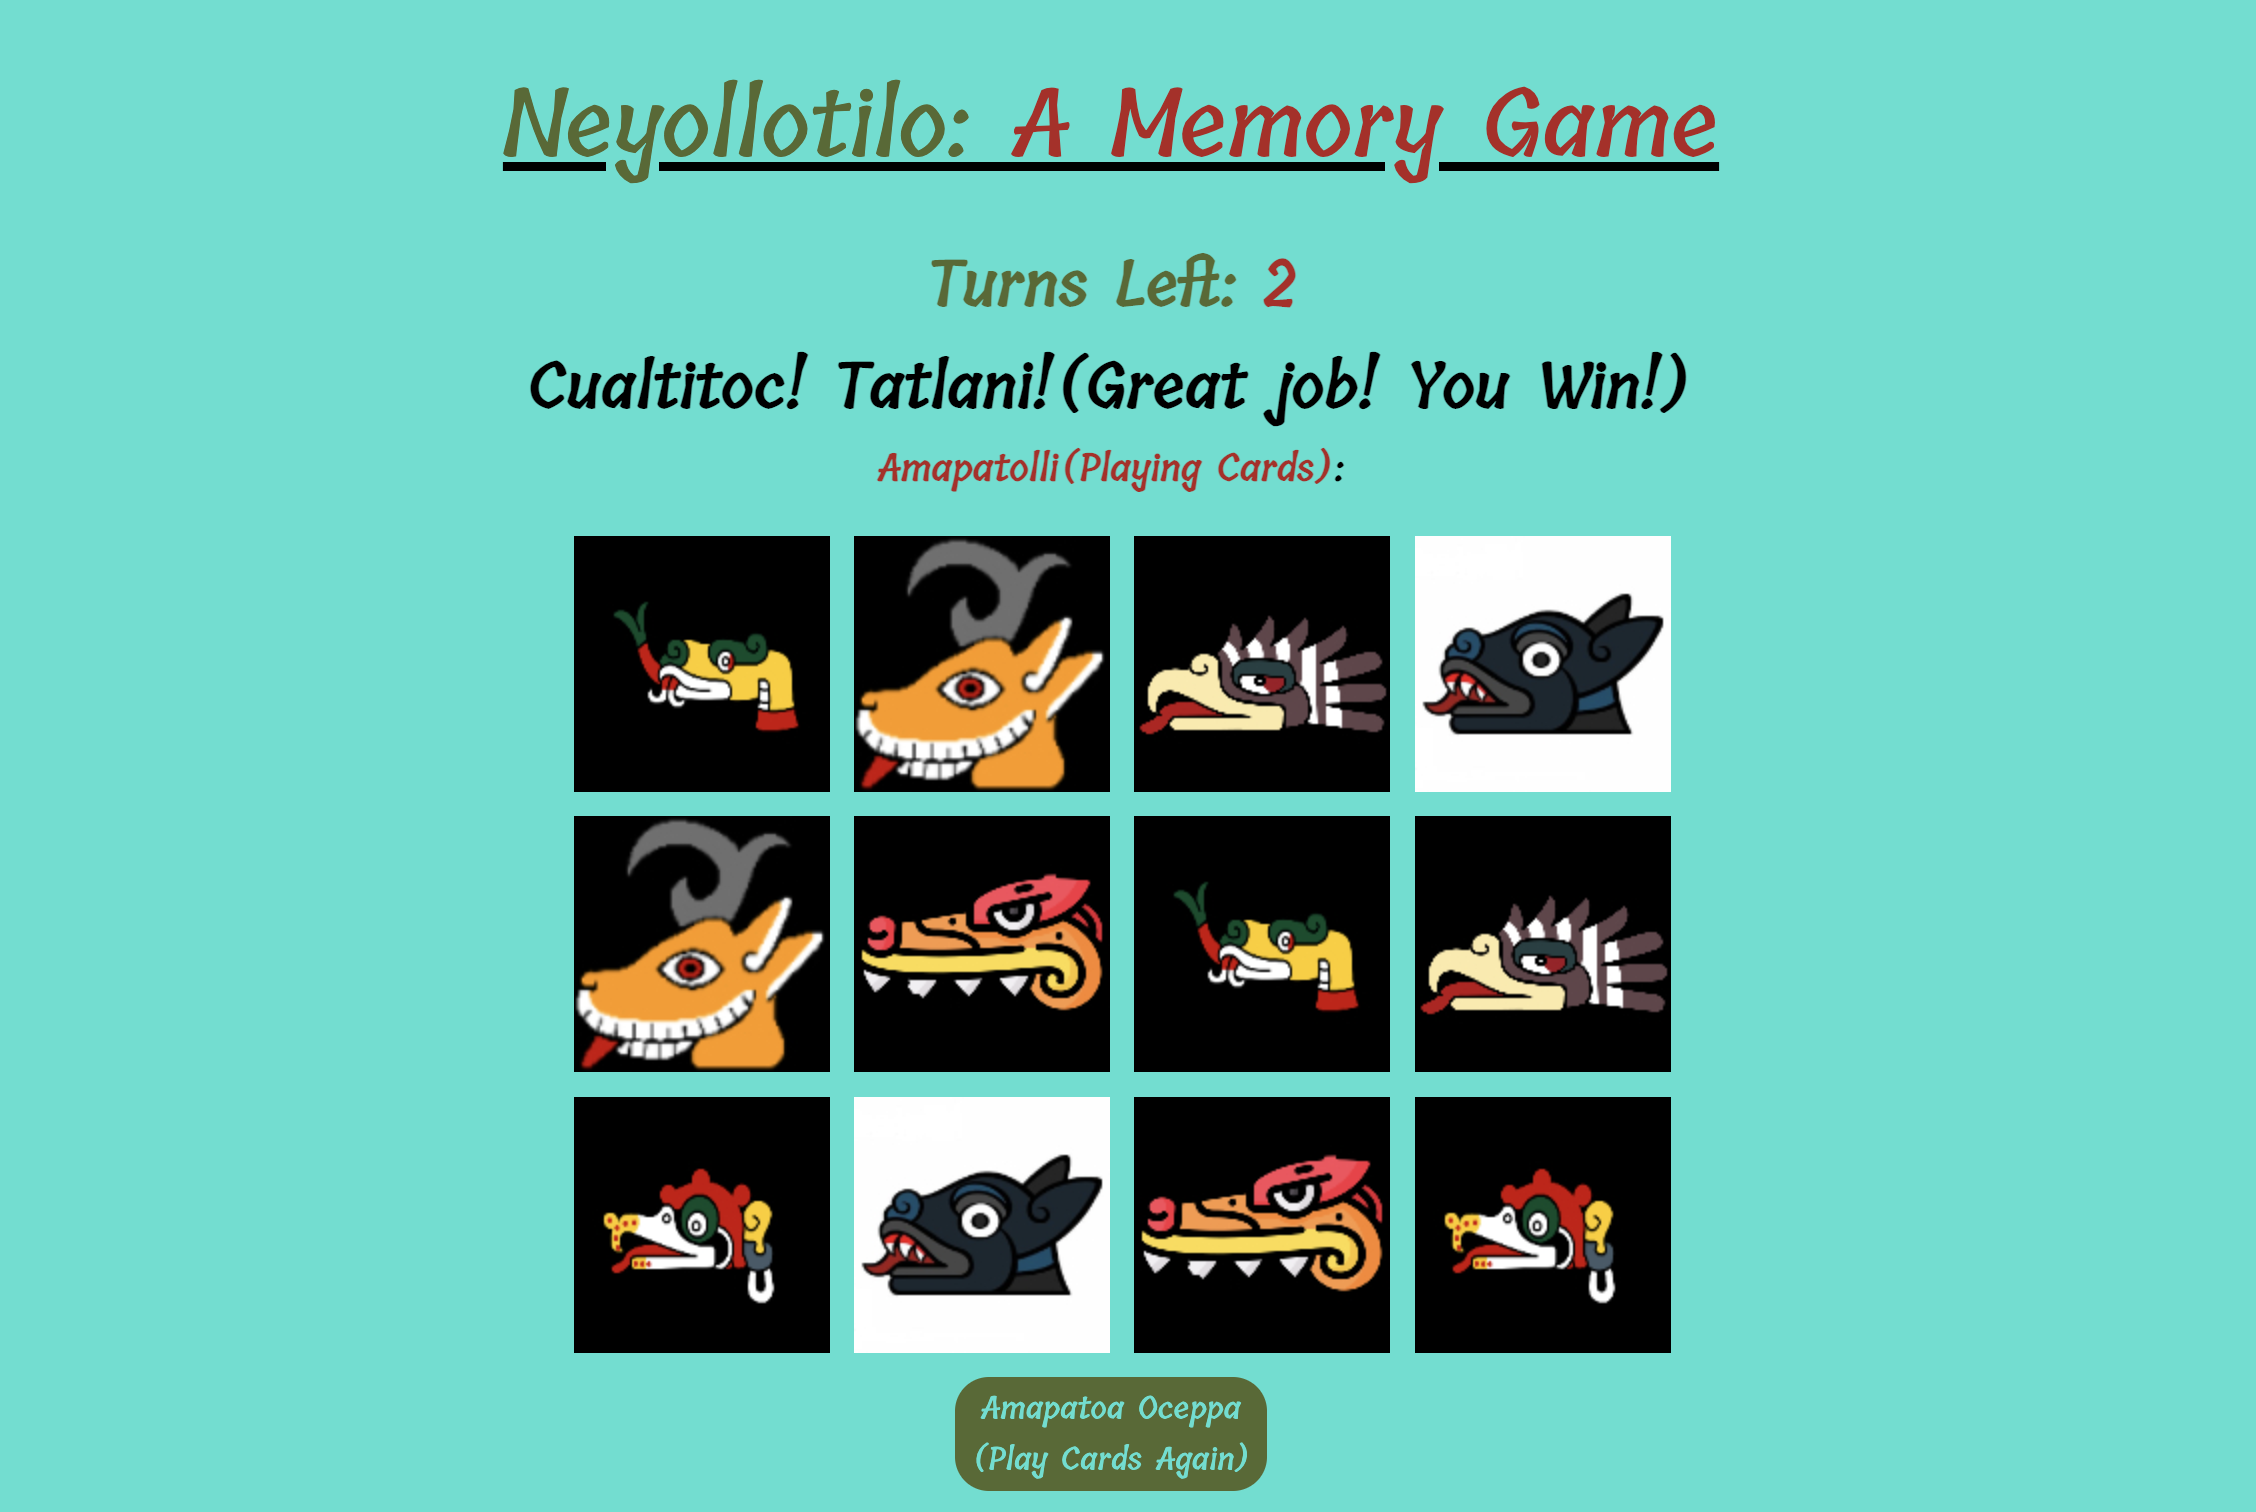 Neyollotilo: A Memory Game
Turns Left: 2
Cualtitoc! Tatlani!(Great job! You Win!)
Amapatolli(Playing Cards):
Amapatoa Oceppa
(Play Cards Again)